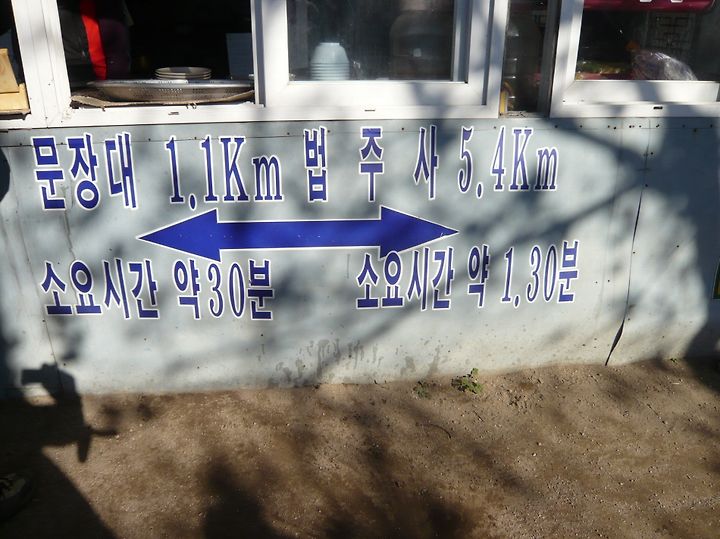 문장대 1.1Km 법 주 사 5.4Km
소요시간 약30분 소요시간 약 1.30분